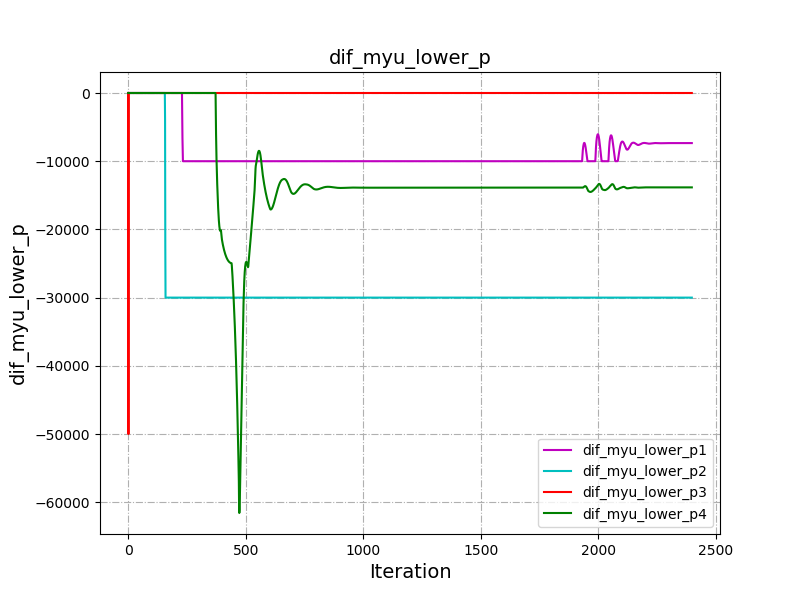 dif_myu_lower_p
dif_myu_lower_p
0
−10000
−20000
−30000
−40000
−50000
−60000
dif_myu_lower_p1
dif_myu_lower_p2
dif_myu_lower_p3
dif_myu_lower_p4
0 500 1000 1500 2000 2500
Iteration